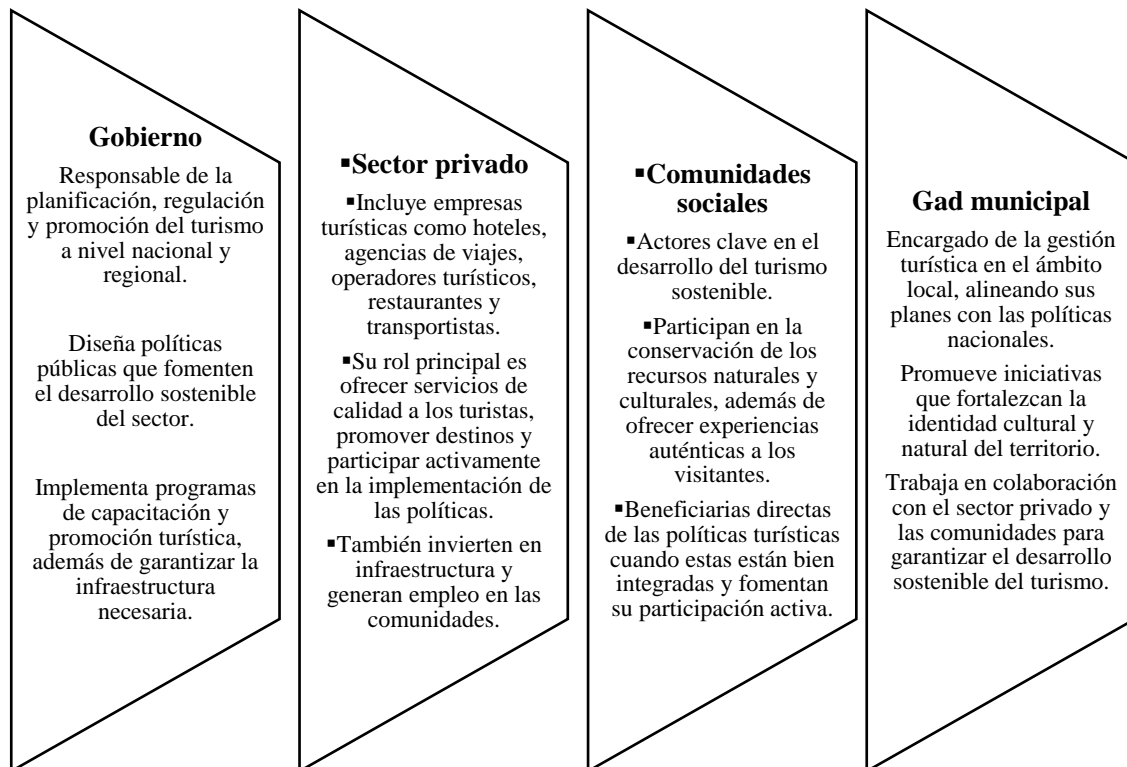 Gobierno
Responsable de la
planificación, regulación
y promoción del turismo
a nivel nacional y
regional.
Diseña políticas
públicas que fomenten
el desarrollo sostenible
del sector.
Implementa programas
de capacitación y
promoción turística,
además de garantizar la
infraestructura
necesaria.
▪Sector privado
▪Incluye empresas
turísticas como hoteles,
agencias de viajes,
operadores turísticos,
restaurantes y
transportistas.
▪Su rol principal es
ofrecer servicios de
calidad a los turistas,
promover destinos y
participar activamente
en la implementación de
las políticas.
▪También invierten en
infraestructura y
generan empleo en las
comunidades.
▪Comunidades
sociales
▪Actores clave en el
desarrollo del turismo
sostenible.
▪Participan en la
conservación de los
recursos naturales y
culturales, además de
ofrecer experiencias
auténticas a los
visitantes.
▪Beneficiarias directas
de las políticas turísticas
cuando estas están bien
integradas y fomentan
su participación activa.
Gad municipal
Encargado de la gestión
turística en el ámbito
local, alineando sus
planes con las políticas
nacionales.
Promueve iniciativas
que fortalezcan la
identidad cultural y
natural del territorio.
Trabaja en colaboración
con el sector privado y
las comunidades para
garantizar el desarrollo
sostenible del turismo.